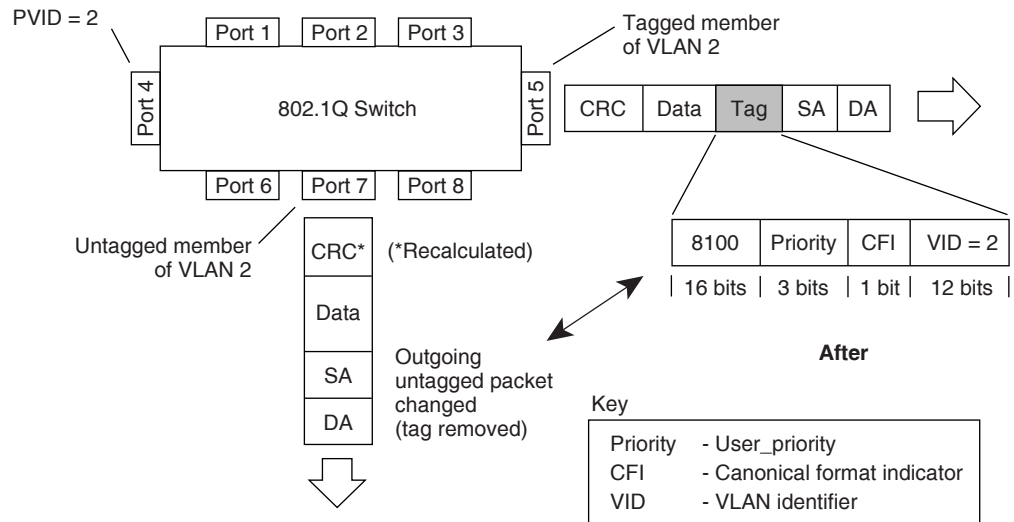 PVID = 2
Port 1
Port 2
Port 3
Tagged member
of VLAN 2
Port 4
802.1Q Switch
Port 5
CRC
Data
Tag
SA
DA
Port 6
Port 7
Port 8
Untagged member
of VLAN 2
CRC*
(*Recalculated)
Data
SA
DA
Outgoing
untagged packet
changed
(tag removed)
8100
Priority
CFI
VID = 2
16 bits
3 bits
1 bit
12 bits
After
Key
Priority - User_priority
CFI - Canonical format indicator
VID - VLAN identifier